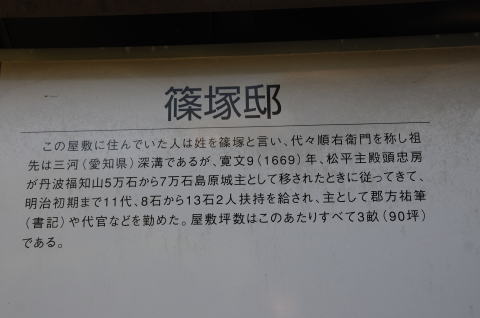 篠塚邸
この屋敷に住んでいた人は姓を篠塚と言い、代々順右衛門を称し祖
先は三河（愛知県）深溝であるが、寛文9（1669）年、松平主殿頭忠房
が丹波福知山5万石から7万石島原城主として移されたときに従ってきて、
明治初期まで11代、8石から13石2人扶持を給され、主として郡方祐筆
（書記）や代官などを勤めた。屋敷坪数はこのあたりすべて3畝（90坪）
である。